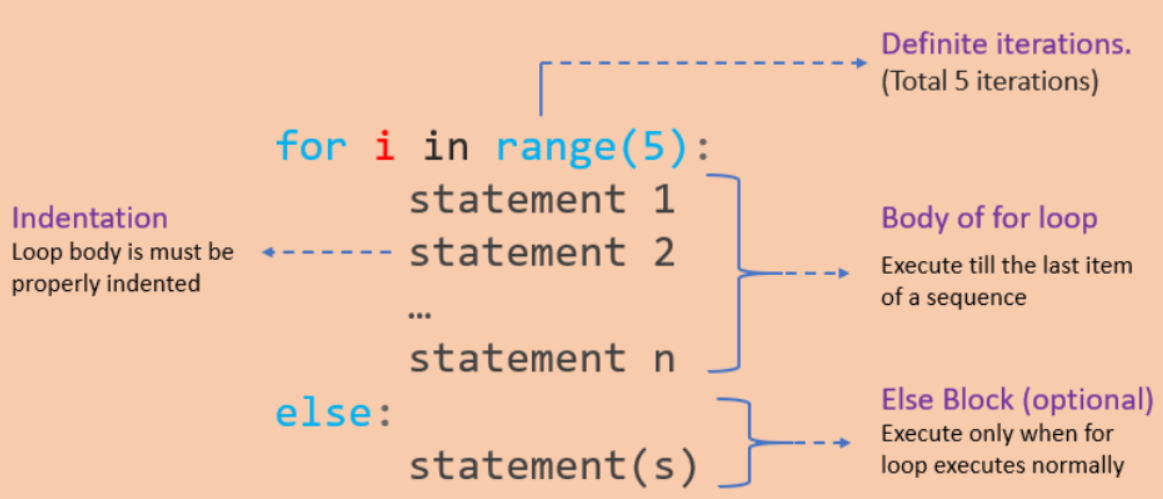 Definite iterations.
(Total 5 iterations)
for i in range(5):
statement 1
Indentation
Loop body is must be
properly indented
statement 2
…
statement n
Body of for loop
Execute till the last item
of a sequence
else:
statement(s)
Else Block (optional)
Execute only when for
loop executes normally